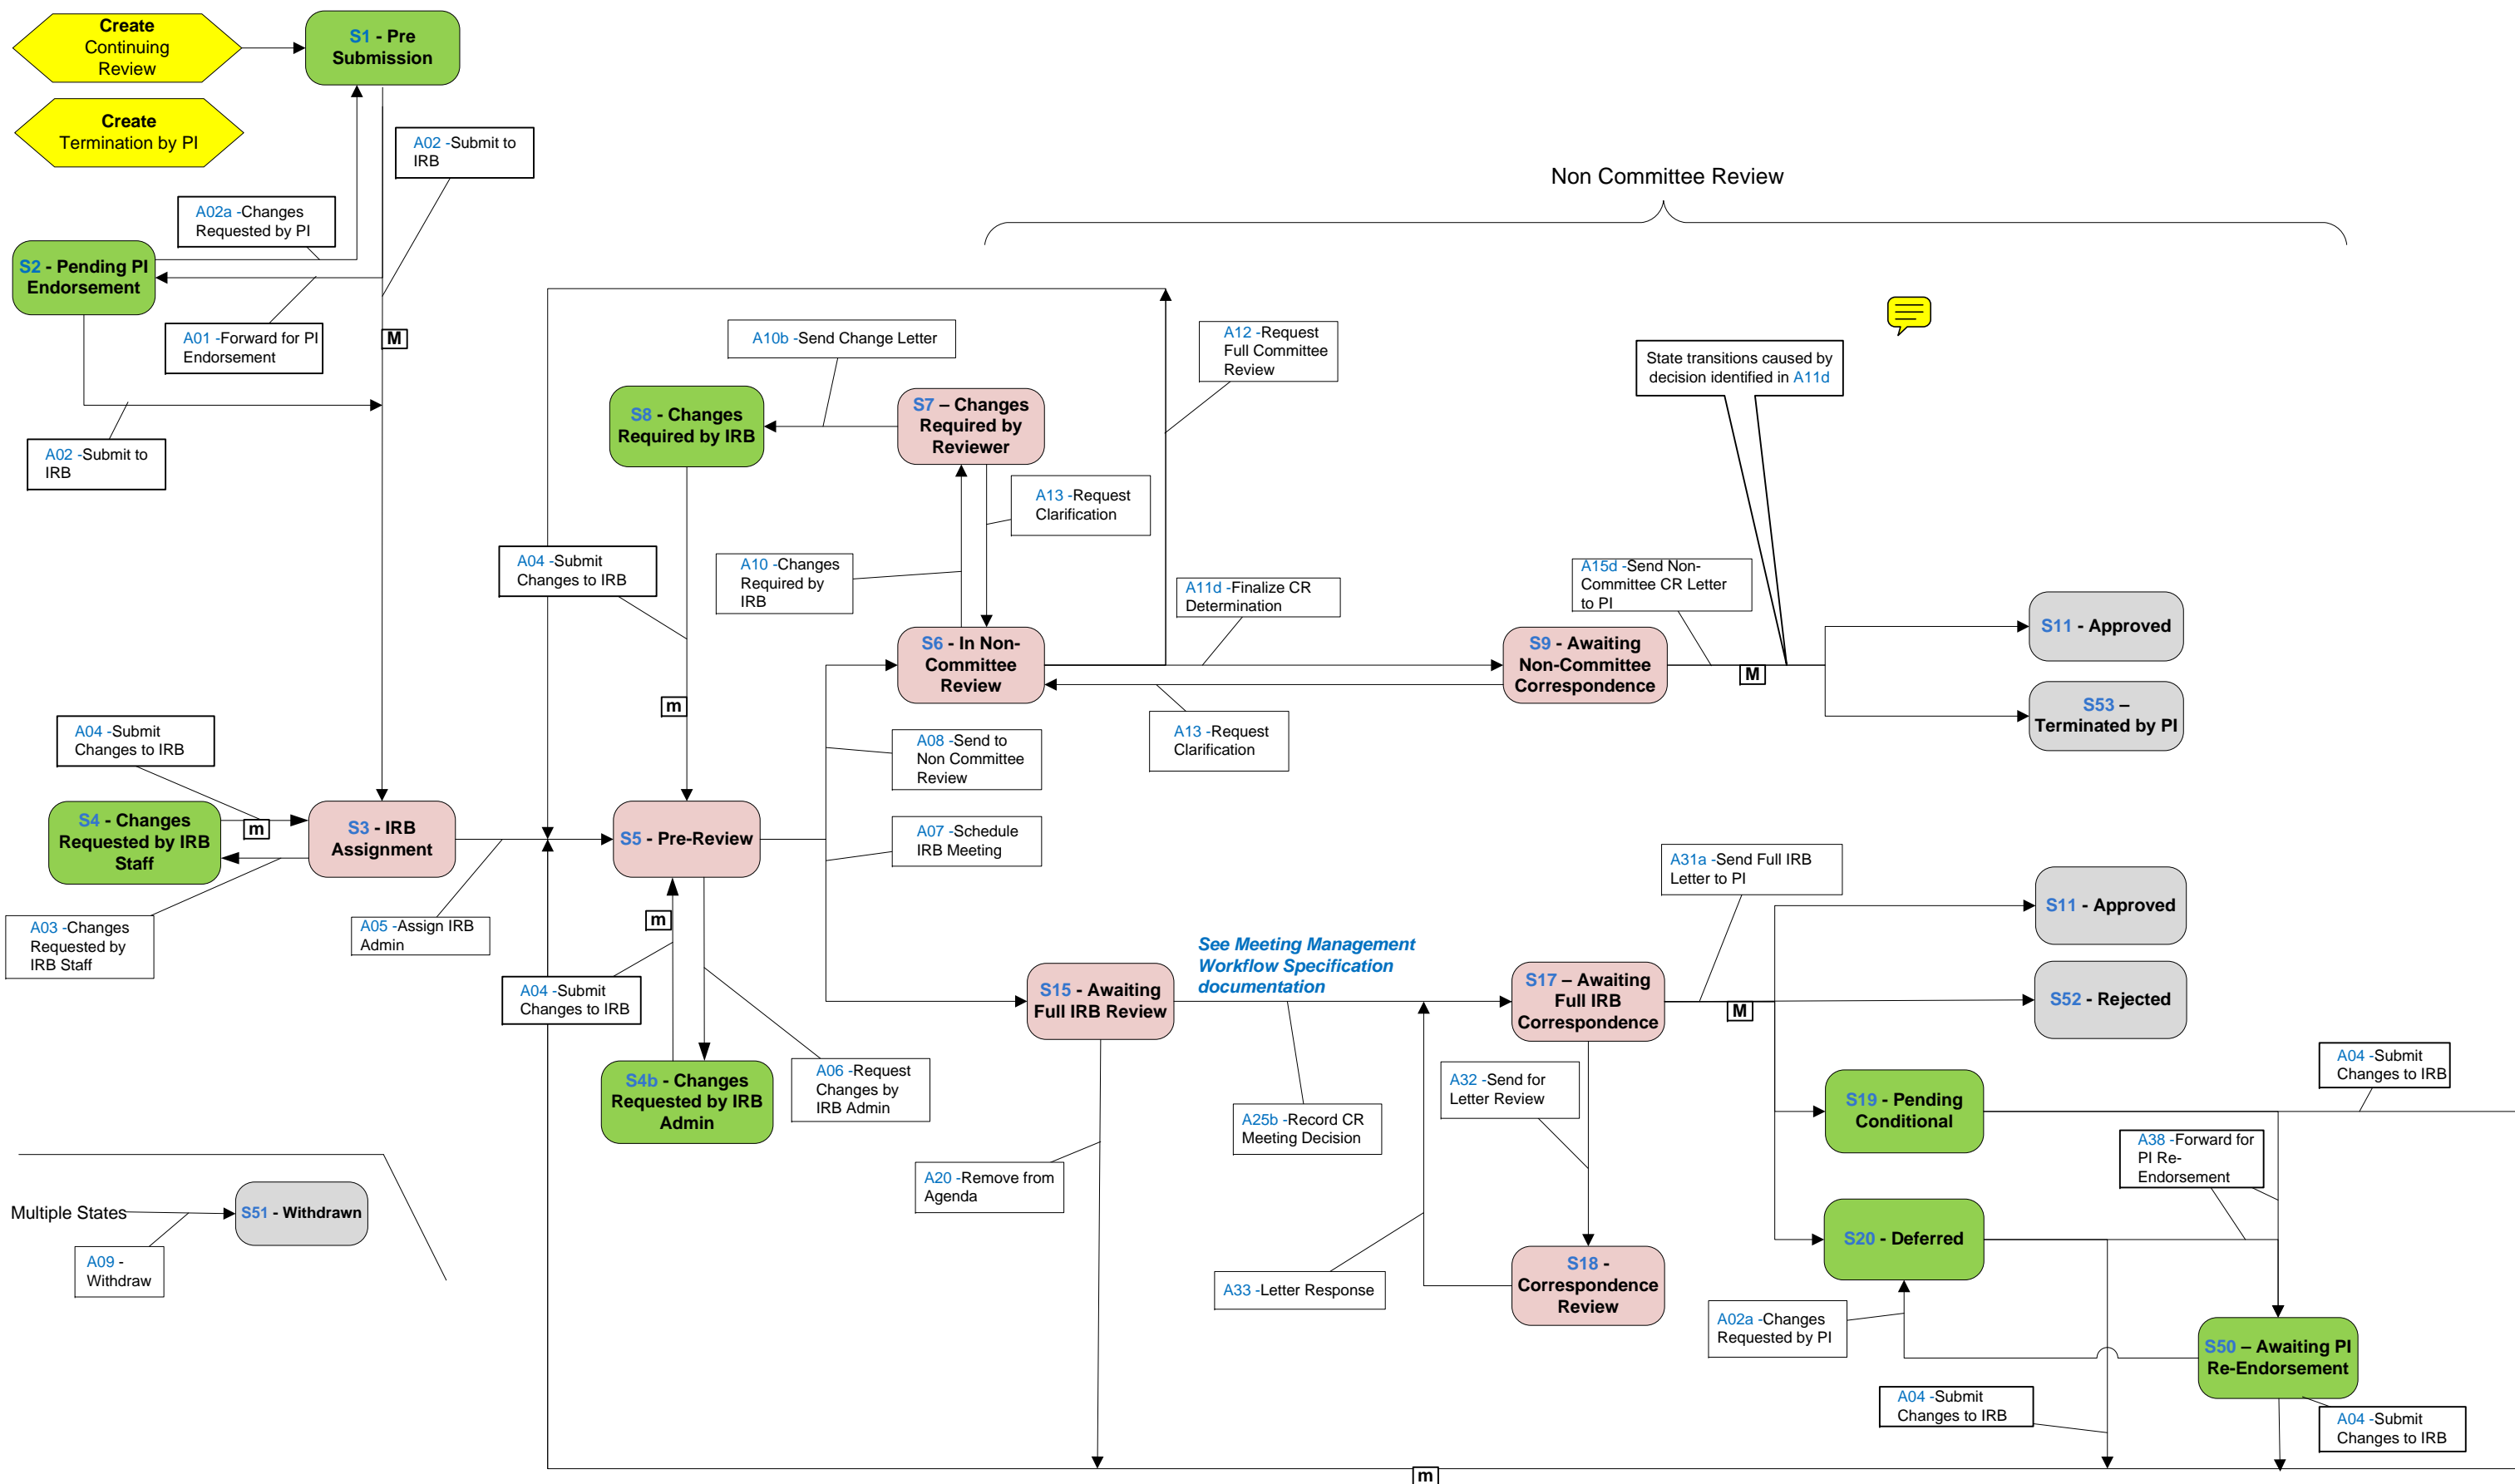 Create
Continuing
Review
S1 - Pre
Submission
Create
Termination by PI
A02 -Submit to
IRB
Non Committee Review
A02a -Changes
Requested by PI
S2 - Pending PI
Endorsement
A01 -Forward for PI
Endorsement
M
A10b -Send Change Letter
A12 -Request
Full Committee
Review
State transitions caused by
decision identified in A11d
S8 - Changes
Required by IRB
S7 – Changes
Required by
Reviewer
A02 -Submit to
IRB
A13 -Request
Clarification
A04 -Submit
Changes to IRB
A10 -Changes
Required by
IRB
A11d -Finalize CR
Determination
A15d -Send Non-
Committee CR Letter
to PI
S11 - Approved
S6 - In Non-
Committee
Review
S9 - Awaiting
Non-Committee
Correspondence
M
m
S53 –
Terminated by PI
A04 -Submit
Changes to IRB
A08 -Send to
Non Committee
Review
A13 -Request
Clarification
S4 - Changes
Requested by IRB
Staff
m
S3 - IRB
Assignment
S5 - Pre-Review
A07 -Schedule
IRB Meeting
A31a -Send Full IRB
Letter to PI
S11 - Approved
A03 -Changes
Requested by
IRB Staff
A05 -Assign IRB
Admin
m
See Meeting Management
Workflow Specification
documentation
A04 -Submit
Changes to IRB
S15 - Awaiting
Full IRB Review
S17 – Awaiting
Full IRB
Correspondence
M
S52 - Rejected
S4b - Changes
Requested by IRB
Admin
A06 -Request
Changes by
IRB Admin
A32 -Send for
Letter Review
S19 - Pending
Conditional
A04 -Submit
Changes to IRB
A25b -Record CR
Meeting Decision
A38 -Forward for
PI Re-
Endorsement
A20 -Remove from
Agenda
Multiple States
S51 - Withdrawn
A09 -
Withdraw
S20 - Deferred
A33 -Letter Response
S18 -
Correspondence
Review
A02a -Changes
Requested by PI
S50 – Awaiting PI
Re-Endorsement
A04 -Submit
Changes to IRB
A04 -Submit
Changes to IRB
m